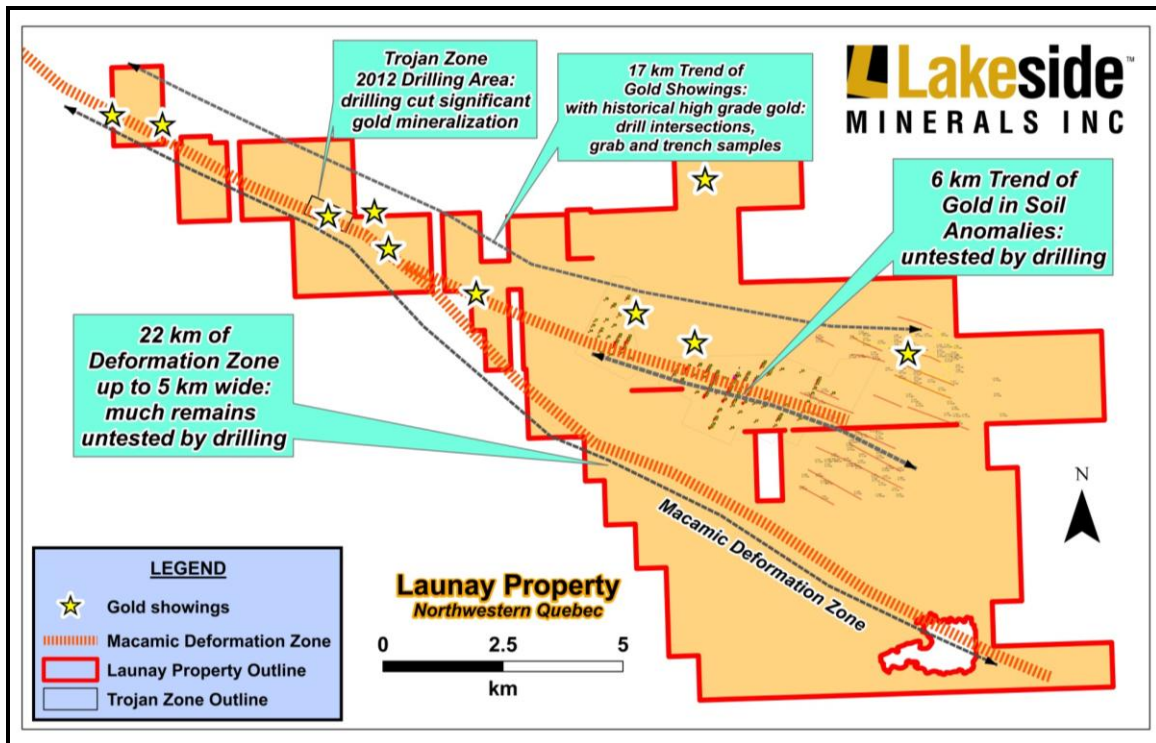 Trojan Zone
2012 Drilling Area:
drilling cut significant
gold mineralization
17 km Trend of
Gold Showings:
with historical high grade gold:
drill intersections,
grab and trench samples
Lakeside™
MINERALS INC
6 km Trend of
Gold in Soil
Anomalies:
untested by drilling
22 km of
Deformation Zone
up to 5 km wide:
much remains
untested by drilling
Macamic Deformation Zone
N
LEGEND
Gold showings
Macamic Deformation Zone
Launay Property Outline
Trojan Zone Outline
Launay Property
Northwestern Quebec
0 2.5 5
km